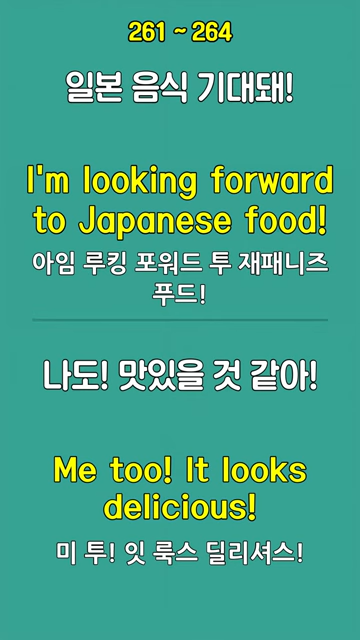 261 ~ 264
일본 음식 기대돼!
I'm looking forward
to Japanese food!
아임 루킹 포워드 투 재패니즈
푸드!
나도! 맛있을 것 같아!
Me too! It looks
delicious!
미 투! 잇 룩스 딜리셔스!